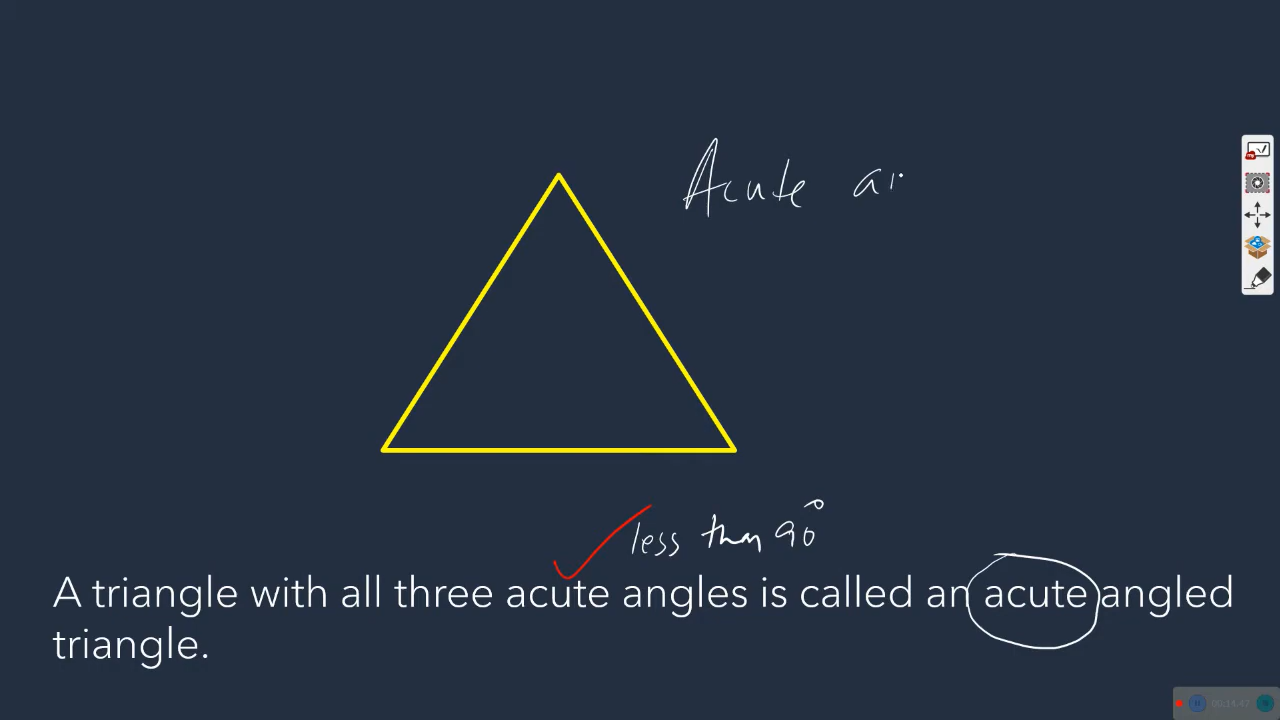 Acute
less than 90°
A triangle with all three acute angles is called an acute angled
triangle.